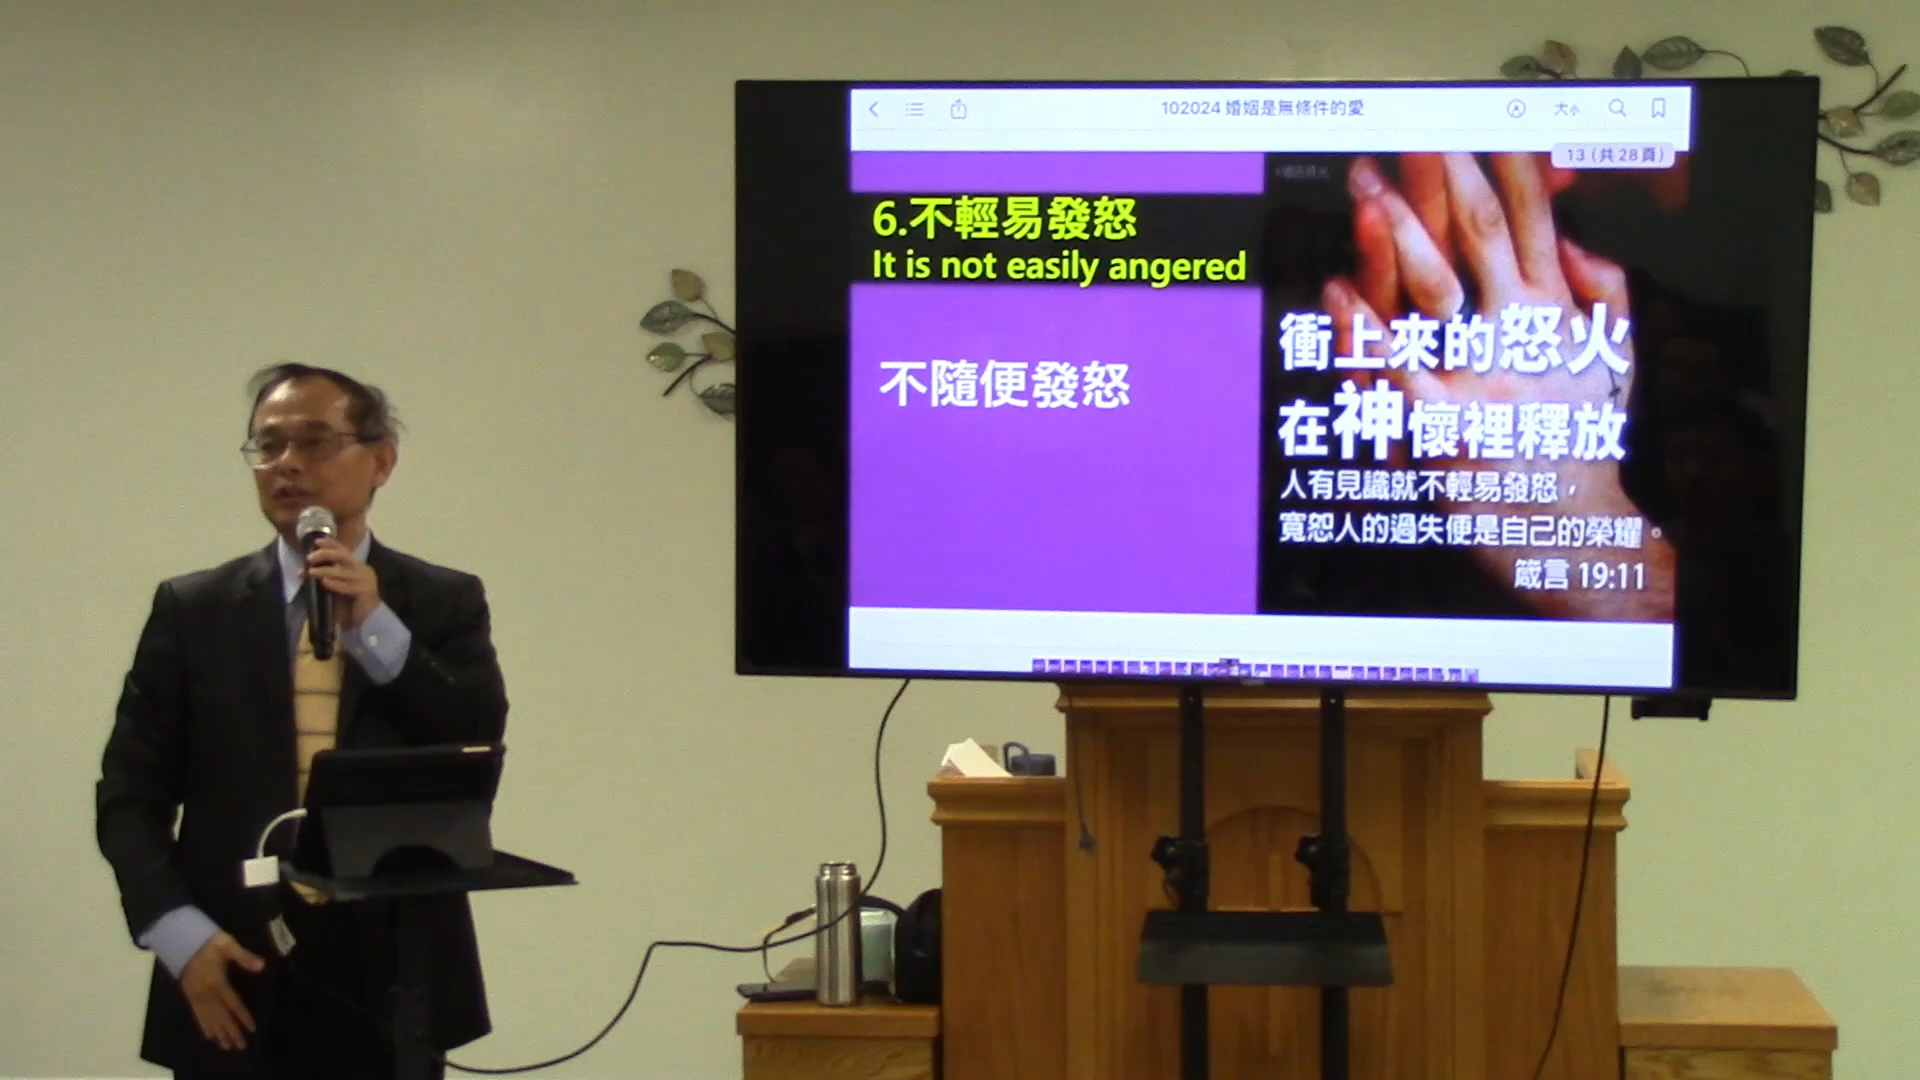 102024 婚姻是無條件的愛
大小
13 (共28頁)
6.不輕易發怒
It is not easily angered
不隨便發怒
衝上來的怒火
在神懷裡釋放
人有見識就不輕易發怒，
寬恕人的過失便是自己的榮耀。
箴言 19:11